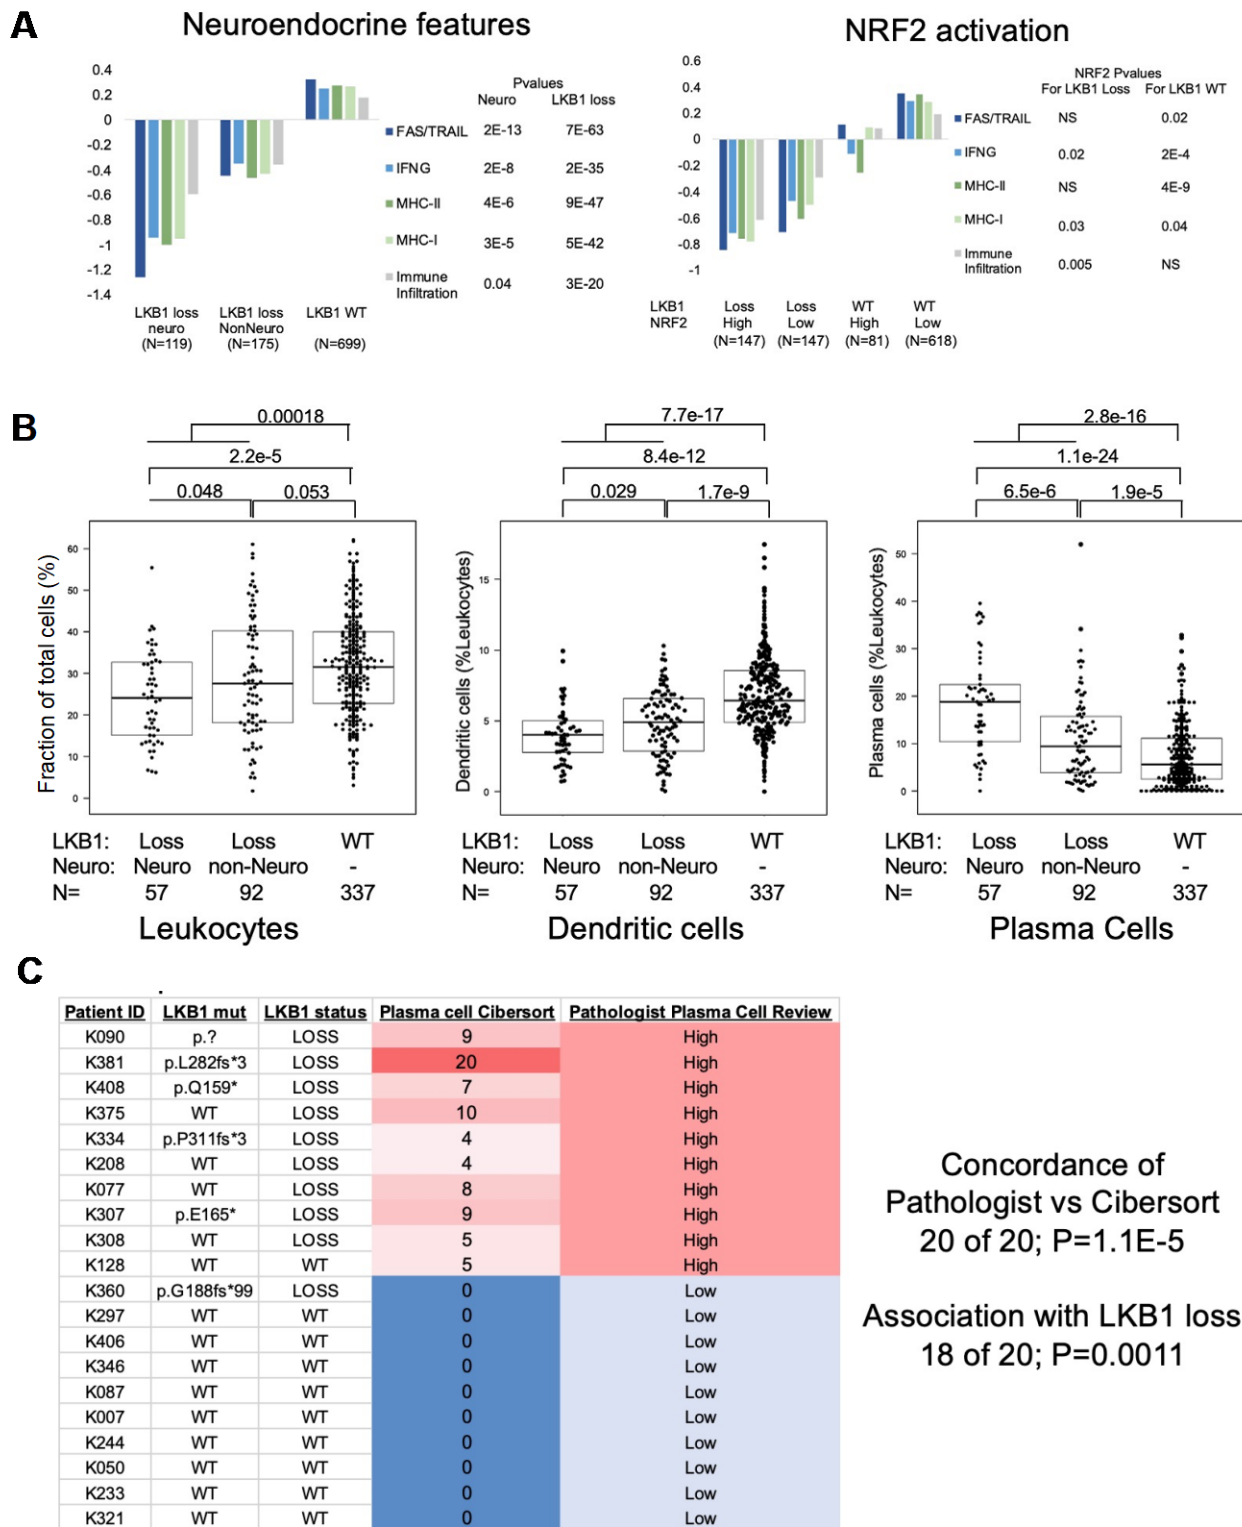 A
Neuroendocrine features
0.4
0.2
0
-0.2
-0.4
-0.6
-0.8
-1
-1.2
-1.4
Pvalues
Neuro LKB1 loss
FAS/TRAIL 2E-13 7E-63
IFNG 2E-8 2E-35
MHC-II 4E-6 9E-47
MHC-I 3E-5 5E-42
Immune
Infiltration 0.04 3E-20
LKB1 loss LKB1 loss LKB1 WT
neuro NonNeuro
(N=119) (N=175) (N=699)
NRF2 activation
0.6
0.4
0.2
0
-0.2
-0.4
-0.6
-0.8
-1
NRF2 Pvalues
For LKB1 Loss For LKB1 WT
FAS/TRAIL NS 0.02
IFNG 0.02 2E-4
MHC-II NS 4E-9
MHC-I 0.03 0.04
Immune
Infiltration 0.005 NS
LKB1 Loss Loss WT WT
NRF2 High Low High Low
(N=147) (N=147) (N=81) (N=618)
B
0.00018
2.2e-5
0.048 0.053
Fraction of total cells (%)
60
50
40
30
20
10
0
LKB1: Loss Loss WT
Neuro: Neuro non-Neuro -
N= 57 92 337
Leukocytes
7.7e-17
8.4e-12
0.029 1.7e-9
Dendritic cells (%Leukocytes)
15
10
5
0
LKB1: Loss Loss WT
Neuro: Neuro non-Neuro -
N= 57 92 337
Dendritic cells
2.8e-16
1.1e-24
6.5e-6 1.9e-5
Plasma cells (%Leukocytes)
50
40
30
20
10
0
LKB1: Loss Loss WT
Neuro: Neuro non-Neuro -
N= 57 92 337
Plasma Cells
C
Patient ID LKB1 mut LKB1 status Plasma cell Cibersort Pathologist Plasma Cell Review
K090 p.? LOSS 9 High
K381 p.L282fs*3 LOSS 20 High
K408 p.Q159* LOSS 7 High
K375 WT LOSS 10 High
K334 p.P311fs*3 LOSS 4 High
K208 WT LOSS 4 High
K077 WT LOSS 8 High
K307 p.E165* LOSS 9 High
K308 WT LOSS 5 High
K128 WT WT 5 High
K360 p.G188fs*99 LOSS 0 Low
K297 WT WT 0 Low
K406 WT WT 0 Low
K346 WT WT 0 Low
K087 WT WT 0 Low
K007 WT WT 0 Low
K244 WT WT 0 Low
K050 WT WT 0 Low
K233 WT WT 0 Low
K321 WT WT 0 Low
Concordance of
Pathologist vs Cibersort
20 of 20; P=1.1E-5
Association with LKB1 loss
18 of 20; P=0.0011